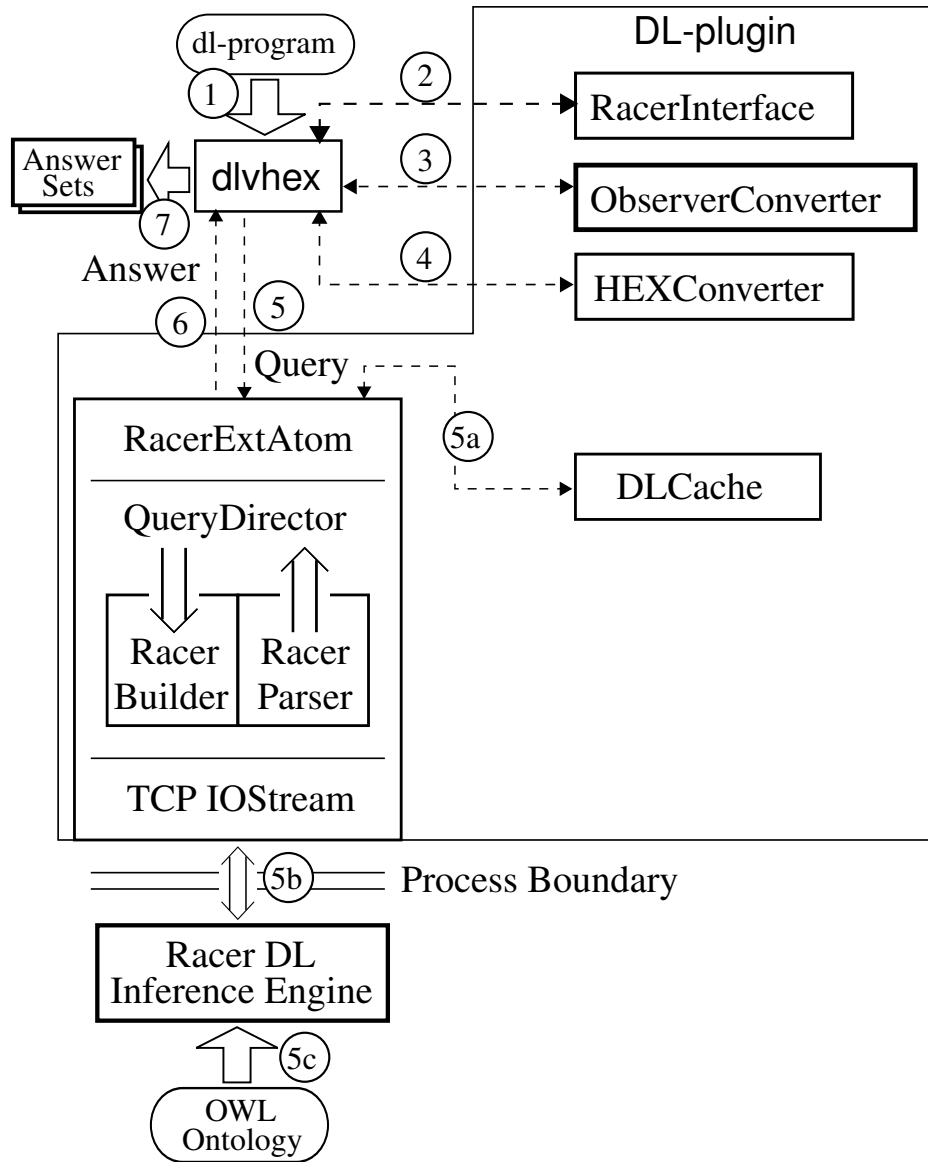 dl-program
DL-plugin
1
2
RacerInterface
Answer
Sets
dlvhex
3
ObserverConverter
7
Answer
4
HEXConverter
6
5
Query
5a
RacerExtAtom
DLCache
QueryDirector
Racer
Builder
Racer
Parser
TCP IOStream
5b
Process Boundary
Racer DL
Inference Engine
5c
OWL
Ontology